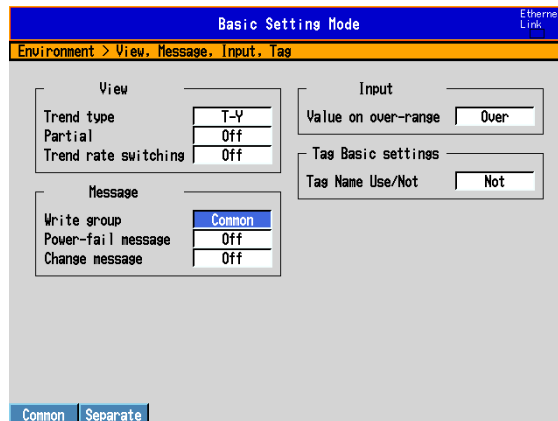 Basic Setting Mode
Link
Environment > View, Message, Input, Tag
View
Trend type T-Y
Partial Off
Trend rate switching Off
Message
Write group Common
Power-fail message Off
Change message Off
Input
Value on over-range Over
Tag Basic settings
Tag Name Use/Not Not
Common Separate